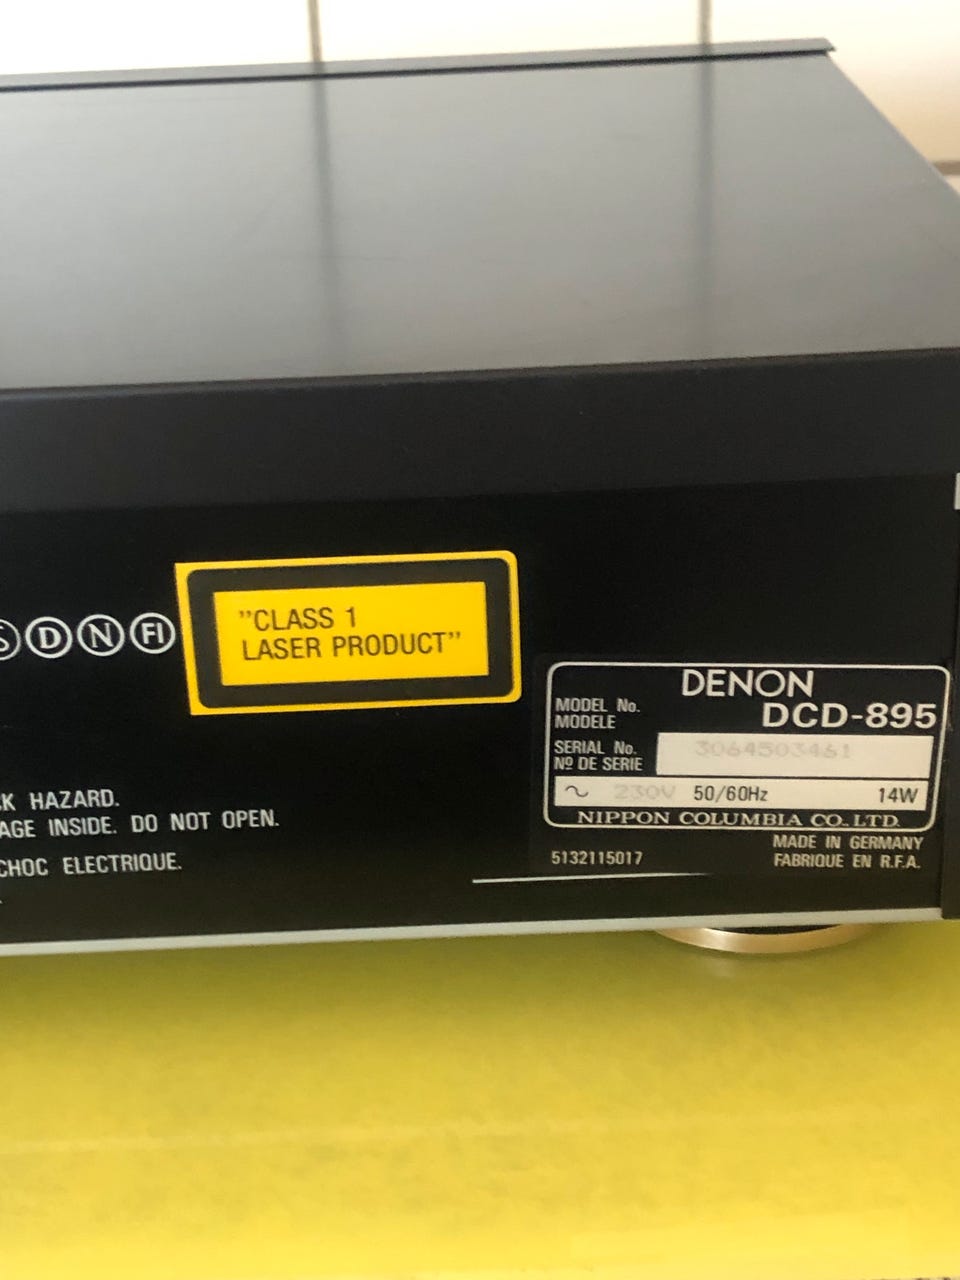 S D N FI
"CLASS 1
LASER PRODUCT"
K HAZARD.
AGE INSIDE. DO NOT OPEN.
CHOC ELECTRIQUE.
DENON
MODEL No.
MODELE
DCD-895
SERIAL No.
Nº DE SERIE
3064503461
~ 230V 50/60Hz 14W
NIPPON COLUMBIA CO.,LTD.
5132115017
MADE IN GERMANY
FABRIQUE EN R.F.A.